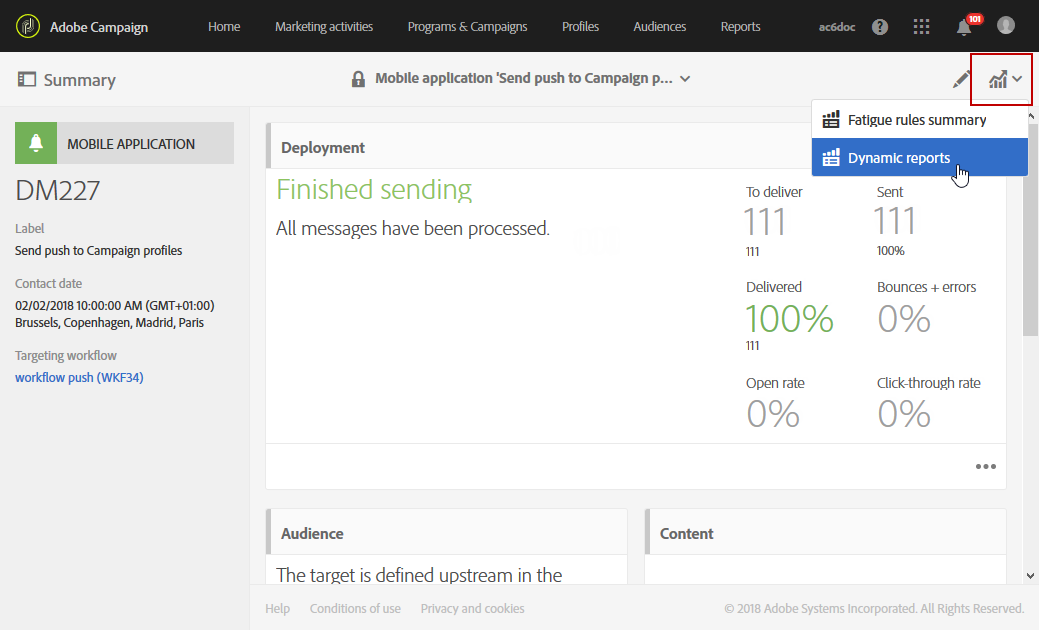 Adobe Campaign
Home
Marketing activities
Programs & Campaigns
Profiles
Audiences
Reports
ac6doc
?
101
Summary
Mobile application 'Send push to Campaign p...
Fatigue rules summary
Dynamic reports
MOBILE APPLICATION
DM227
Label
Send push to Campaign profiles
Contact date
02/02/2018 10:00:00 AM (GMT+01:00)
Brussels, Copenhagen, Madrid, Paris
Targeting workflow
workflow push (WKF34)
Deployment
Finished sending
All messages have been processed.
To deliver
111
111
Sent
111
100%
Delivered
100%
111
Bounces + errors
0%
Open rate
0%
Click-through rate
0%
Audience
The target is defined upstream in the
Content
Help
Conditions of use
Privacy and cookies
© 2018 Adobe Systems Incorporated. All Rights Reserved.